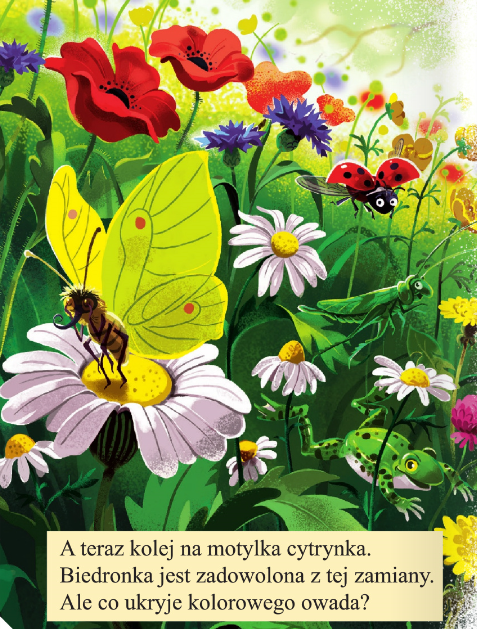 A teraz kolej na motylka cytrynka.
Biedronka jest zadowolona z tej zamiany.
Ale co ukryje kolorowego owada?